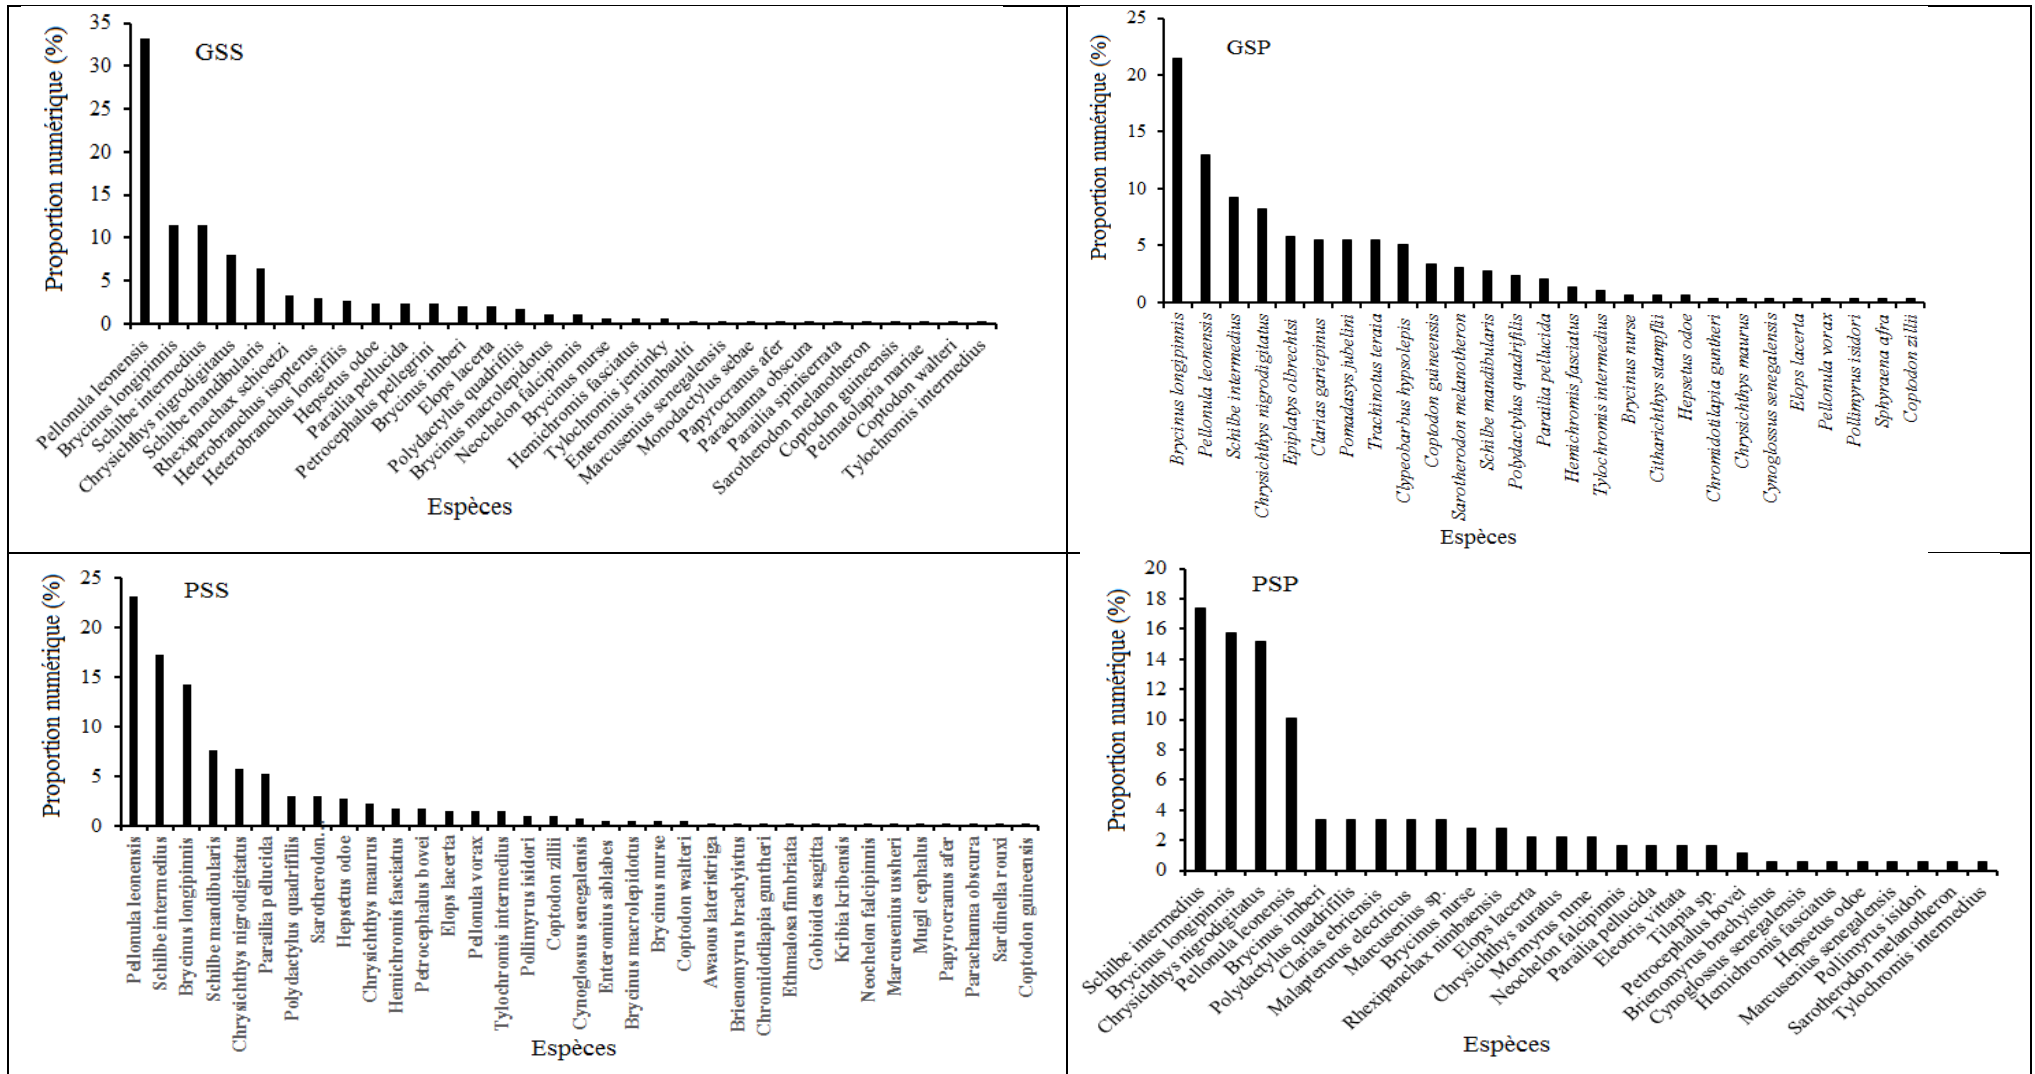 GSS
Proportion numérique (%)
35
30
25
20
15
10
5
0
Pellonula leonensis
Brycinus longipinnis
Schilbe intermedius
Chrysichthys nigrodigitatus
Schilbe mandibularis
Rhexipanchax schioetzi
Heterobranchus isopterus
Heterobranchus longifilis
Hepsetus odoe
Parailia pellucida
Petrocephalus pellegrini
Brycinus imberi
Elops lacerta
Polydactylus quadrifilis
Brycinus macrolepidotus
Neochelon falcipinnis
Brycinus nurse
Hemichromis fasciatus
Tylochromis jentinky
Enteromius raimbaulti
Marcusenius senegalensis
Monodactylus sebae
Papyrocranus afer
Parachanna obscura
Parailia spiniserrata
Sarotherodon melanotheron
Coptodon guineensis
Pelmatolapia mariae
Coptodon walteri
Tylochromis intermedius
Espèces
GSP
Proportion numérique (%)
25
20
15
10
5
0
Brycinus longipinnis
Pellonula leonensis
Schilbe intermedius
Chrysichthys nigrodigitatus
Epiplatys olbrechtsi
Clarias gariepinus
Pomadasys jubelini
Trachinotus teraia
Clypeobarbus hypsolepis
Coptodon guineensis
Sarotherodon melanotheron
Schilbe mandibularis
Polydactylus quadrifilis
Parailia pellucida
Hemichromis fasciatus
Tylochromis intermedius
Brycinus nurse
Citharichthys stampflii
Hepsetus odoe
Chromidotilapia guntheri
Chrysichthys maurus
Cynoglossus senegalensis
Elops lacerta
Pellonula vorax
Pollimyrus isidori
Sphyraena afra
Coptodon zillii
Espèces
PSS
Proportion numérique (%)
25
20
15
10
5
0
Pellonula leonensis
Schilbe intermedius
Brycinus longipinnis
Schilbe mandibularis
Chrysichthys nigrodigitatus
Parailia pellucida
Polydactylus quadrifilis
Sarotherodon...
Hepsetus odoe
Chrysichthys maurus
Hemichromis fasciatus
Petrocephalus bovei
Elops lacerta
Pellonula vorax
Tylochromis intermedius
Pollimyrus isidori
Coptodon zillii
Cynoglossus senegalensis
Enteromius ablabes
Brycinus macrolepidotus
Brycinus nurse
Coptodon walteri
Awaous lateristriga
Brienomyrus brachyistus
Chromidotilapia guntheri
Ethmalosa fimbriata
Gobioides sagitta
Kribia kribensis
Neochelon falcipinnis
Marcusenius ussheri
Mugil cephalus
Papyrocranus afer
Parachanna obscura
Sardinella rouxi
Coptodon guineensis
Espèces
PSP
Proportion numérique (%)
20
18
16
14
12
10
8
6
4
2
0
Schilbe intermedius
Brycinus longipinnis
Chrysichthys nigrodigitatus
Pellonula leonensis
Brycinus imberi
Polydactylus quadrifilis
Clarias ebriensis
Malapterurus electricus
Marcusenius sp.
Brycinus nurse
Rhexipanchax nimbaensis
Elops lacerta
Chrysichthys auratus
Mormyrus rume
Neochelon falcipinnis
Parailia pellucida
Eleotris vittata
Tilapia sp.
Petrocephalus bovei
Brienomyrus brachyistus
Cynoglossus senegalensis
Hemichromis fasciatus
Hepsetus odoe
Marcusenius senegalensis
Pollimyrus isidori
Sarotherodon melanotheron
Tylochromis intermedius
Espèces